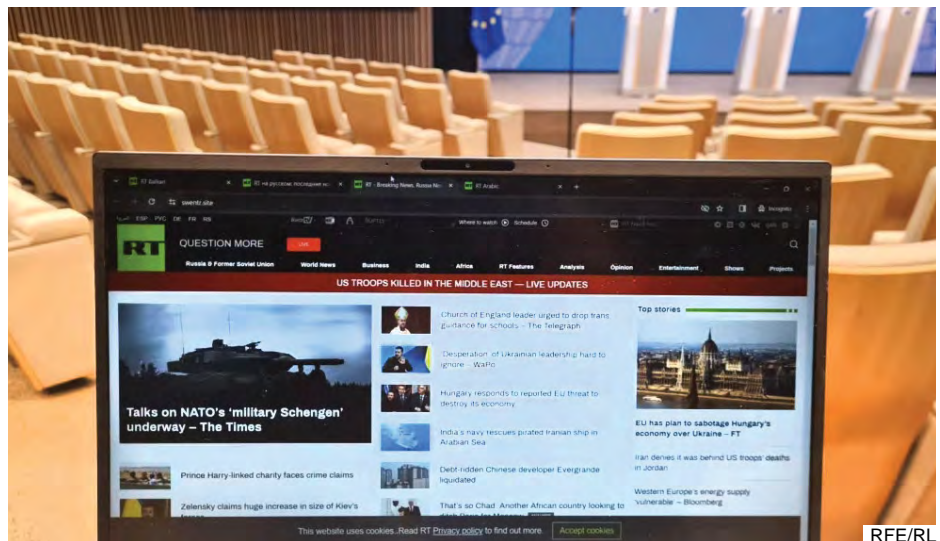 RT Balkan
RT на русском: последние но
RT - Breaking News, Russia Ne
RT Arabic
swentr.site
Incognito
ESP РУС DE FR RS
Where to watch Schedule
RT
QUESTION MORE
Live
Russia & Former Soviet Union World News Business India Africa RT Features Analysis Opinion Entertainment Shows Projects
US TROOPS KILLED IN THE MIDDLE EAST — LIVE UPDATES
Talks on NATO's 'military Schengen'
underway – The Times
Prince Harry-linked charity faces crime claims
Zelensky claims huge increase in size of Kiev's
Church of England leader urged to drop trans
guidance for schools – The Telegraph
'Desperation' of Ukrainian leadership hard to
ignore – WaPo
Hungary responds to reported EU threat to
destroy its economy
India's navy rescues pirated Iranian ship in
Arabian Sea
Debt-ridden Chinese developer Evergrande
liquidated
That's so Chad: Another African country looking to
Top stories
EU has plan to sabotage Hungary's
economy over Ukraine – FT
Iran denies it was behind US troops' deaths
in Jordan
Western Europe's energy supply
'vulnerable' – Bloomberg
This website uses cookies. Read RT Privacy policy to find out more. Accept cookies
RFE/RL